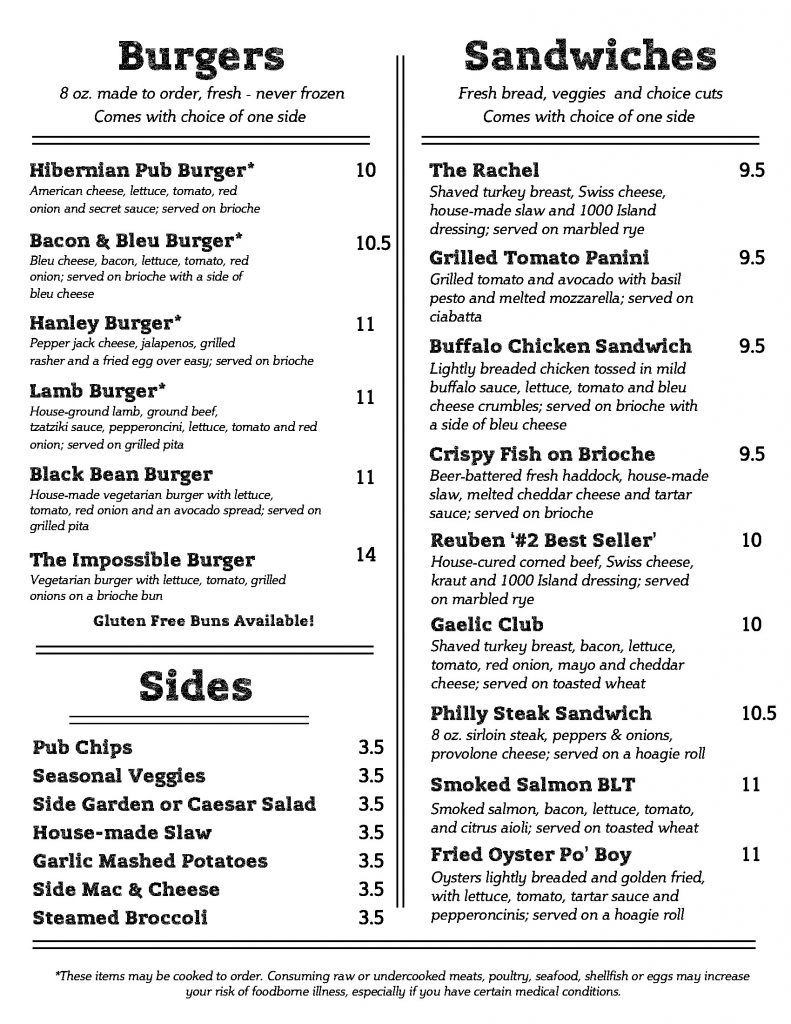 Burgers
8 oz. made to order, fresh - never frozen
Comes with choice of one side
Hibernian Pub Burger* 10
American cheese, lettuce, tomato, red
onion and secret sauce; served on brioche
Bacon & Bleu Burger* 10.5
Bleu cheese, bacon, lettuce, tomato, red
onion; served on brioche with a side of
bleu cheese
Hanley Burger* 11
Pepper jack cheese, jalapenos, grilled
rasher and a fried egg over easy; served on brioche
Lamb Burger* 11
House-ground lamb, ground beef,
tzatziki sauce, pepperoncini, lettuce, tomato and red
onion; served on grilled pita
Black Bean Burger 11
House-made vegetarian burger with lettuce,
tomato, red onion and an avocado spread; served on
grilled pita
The Impossible Burger 14
Vegetarian burger with lettuce, tomato, grilled
onions on a brioche bun
Gluten Free Buns Available!
Sides
Pub Chips 3.5
Seasonal Veggies 3.5
Side Garden or Caesar Salad 3.5
House-made Slaw 3.5
Garlic Mashed Potatoes 3.5
Side Mac & Cheese 3.5
Steamed Broccoli 3.5
Sandwiches
Fresh bread, veggies and choice cuts
Comes with choice of one side
The Rachel 9.5
Shaved turkey breast, Swiss cheese,
house-made slaw and 1000 Island
dressing; served on marbled rye
Grilled Tomato Panini 9.5
Grilled tomato and avocado with basil
pesto and melted mozzarella; served on
ciabatta
Buffalo Chicken Sandwich 9.5
Lightly breaded chicken tossed in mild
buffalo sauce, lettuce, tomato and bleu
cheese crumbles; served on brioche with
a side of bleu cheese
Crispy Fish on Brioche 9.5
Beer-battered fresh haddock, house-made
slaw, melted cheddar cheese and tartar
sauce; served on brioche
Reuben ‘#2 Best Seller’ 10
House-cured corned beef, Swiss cheese,
kraut and 1000 Island dressing; served
on marbled rye
Gaelic Club 10
Shaved turkey breast, bacon, lettuce,
tomato, red onion, mayo and cheddar
cheese; served on toasted wheat
Philly Steak Sandwich 10.5
8 oz. sirloin steak, peppers & onions,
provolone cheese; served on a hoagie roll
Smoked Salmon BLT 11
Smoked salmon, bacon, lettuce, tomato,
and citrus aioli; served on toasted wheat
Fried Oyster Po’ Boy 11
Oysters lightly breaded and golden fried,
with lettuce, tomato, tartar sauce and
pepperoncinis; served on a hoagie roll
*These items may be cooked to order. Consuming raw or undercooked meats, poultry, seafood, shellfish or eggs may increase
your risk of foodborne illness, especially if you have certain medical conditions.